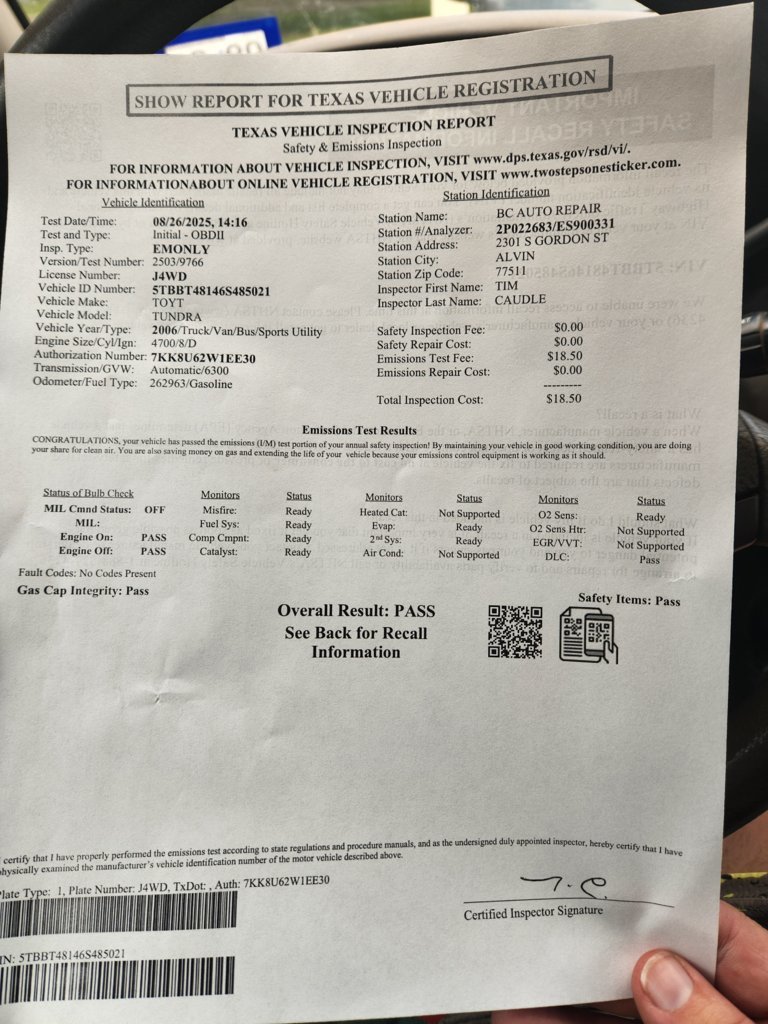 SHOW REPORT FOR TEXAS VEHICLE REGISTRATION
TEXAS VEHICLE INSPECTION REPORT
Safety & Emissions Inspection
FOR INFORMATION ABOUT VEHICLE INSPECTION, VISIT www.dps.texas.gov/rsd/vi/.
FOR INFORMATIONABOUT ONLINE VEHICLE REGISTRATION, VISIT www.twostepsonesticker.com.
Vehicle Identification
Test Date/Time: 08/26/2025, 14:16
Test and Type: Initial - OBDII
Insp. Type: EMONLY
Version/Test Number: 2503/9766
License Number: J4WD
Vehicle ID Number: 5TBBT48146S485021
Vehicle Make: TOYT
Vehicle Model: TUNDRA
Vehicle Year/Type: 2006/Truck/Van/Bus/Sports Utility
Engine Size/Cyl/Ign: 4700/8/D
Authorization Number: 7KK8U62W1EE30
Transmission/GVW: Automatic/6300
Odometer/Fuel Type: 262963/Gasoline
Station Identification
Station Name: BC AUTO REPAIR
Station #/Analyzer: 2P022683/ES900331
Station Address: 2301 S GORDON ST
Station City: ALVIN
Station Zip Code: 77511
Inspector First Name: TIM
Inspector Last Name: CAUDLE
Safety Inspection Fee: $0.00
Safety Repair Cost: $0.00
Emissions Test Fee: $18.50
Emissions Repair Cost: $0.00
---------
Total Inspection Cost: $18.50
Emissions Test Results
CONGRATULATIONS, your vehicle has passed the emissions (I/M) test portion of your annual safety inspection! By maintaining your vehicle in good working condition, you are doing
your share for clean air. You are also saving money on gas and extending the life of your vehicle because your emissions control equipment is working as it should.
Status of Bulb Check Monitors Status Monitors Status Monitors Status
MIL Cmnd Status: OFF Misfire: Ready Heated Cat: Not Supported O2 Sens: Ready
MIL: Fuel Sys: Ready Evap: Ready O2 Sens Htr: Not Supported
Engine On: PASS Comp Cmpnt: Ready 2nd Sys: Ready EGR/VVT: Not Supported
Engine Off: PASS Catalyst: Ready Air Cond: Not Supported DLC: Pass
Fault Codes: No Codes Present
Gas Cap Integrity: Pass
Safety Items: Pass
Overall Result: PASS
See Back for Recall
Information
certify that I have properly performed the emissions test according to state regulations and procedure manuals, and as the undersigned duly appointed inspector, hereby certify that I have
physically examined the manufacturer's vehicle identification number of the motor vehicle described above.
Plate Type: 1, Plate Number: J4WD, TxDot: , Auth: 7KK8U62W1EE30
IN: 5TBBT48146S485021
T. C.
Certified Inspector Signature